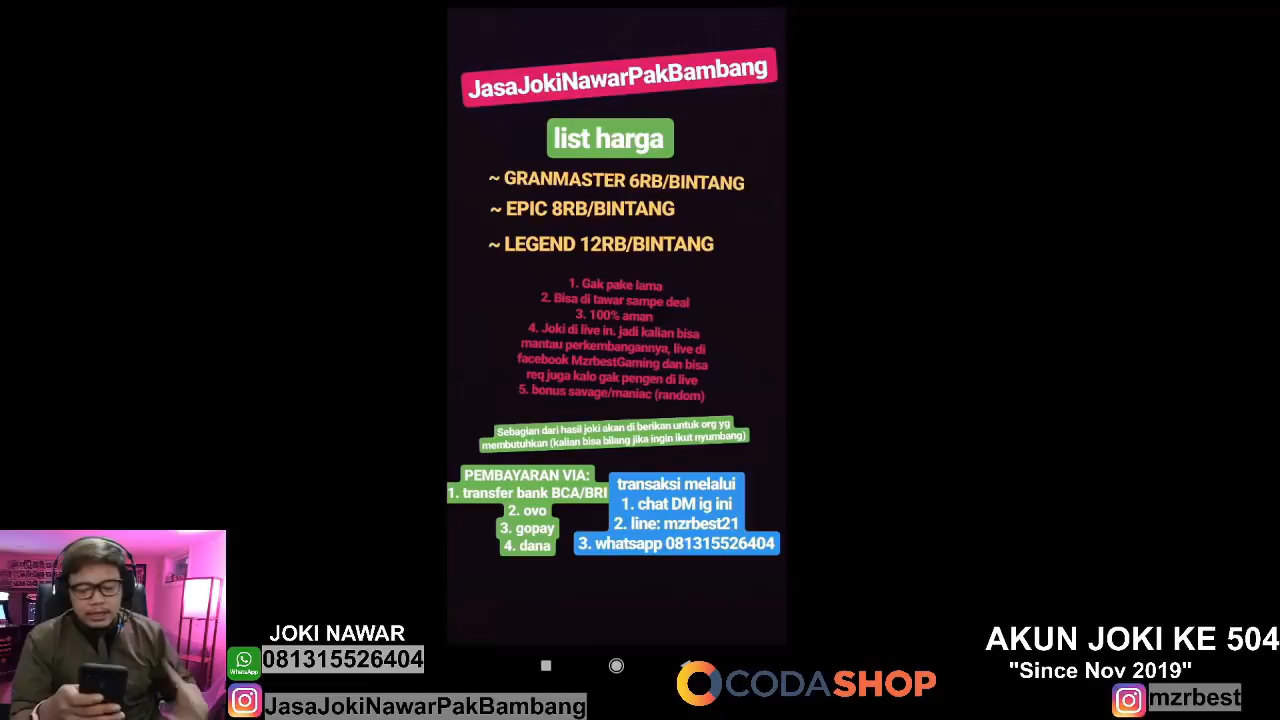 JasaJokiNawarPakBambang
list harga
~ GRANMASTER 6RB/BINTANG
~ EPIC 8RB/BINTANG
~ LEGEND 12RB/BINTANG
1. Gak pake lama
2. Bisa di tawar sampe deal
3. 100% aman
4. Joki di live in. jadi kalian bisa
mantau perkembangannya, live di
facebook MzrbestGaming dan bisa
req juga kalo gak pengen di live
5. bonus savage/maniac (random)
Sebagian dari hasil joki akan di berikan untuk org yg
membutuhkan (kalian bisa bilang jika ingin ikut nyumbang)
PEMBAYARAN VIA:
1. transfer bank BCA/BRI
2. ovo
3. gopay
4. dana
transaksi melalui
1. chat DM ig ini
2. line: mzrbest21
3. whatsapp 081315526404
JOKI NAWAR
WhatsApp
081315526404
JasaJokiNawarPakBambang
CODASHOP
AKUN JOKI KE 504
"Since Nov 2019"
mzrbest